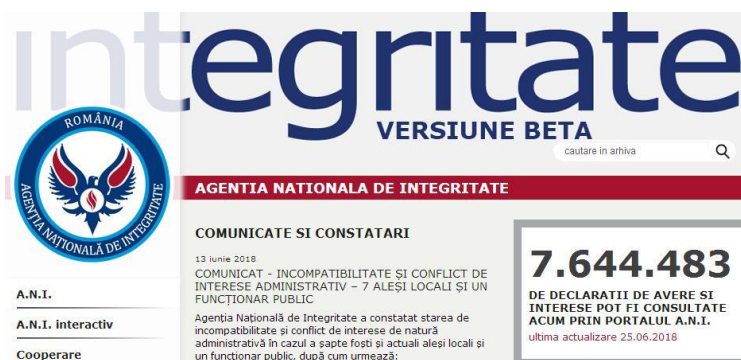 integritate
VERSIUNE BETA
cautare in arhiva
ROMÂNIA
AGENȚIA NAȚIONALĂ DE INTEGRITATE
AGENTIA NATIONALA DE INTEGRITATE
A.N.I.
A.N.I. interactiv
Cooperare
COMUNICATE SI CONSTATARI
13 iunie 2018
COMUNICAT - INCOMPATIBILITATE ȘI CONFLICT DE
INTERESE ADMINISTRATIV – 7 ALEȘI LOCALI ȘI UN
FUNCȚIONAR PUBLIC
Agenția Națională de Integritate a constatat starea de
incompatibilitate și conflict de interese de natură
administrativă în cazul a șapte foști și actuali aleși locali și
un funcționar public, după cum urmează:
7.644.483
DE DECLARATII DE AVERE SI
INTERESE POT FI CONSULTATE
ACUM PRIN PORTALUL A.N.I.
ultima actualizare 25.06.2018